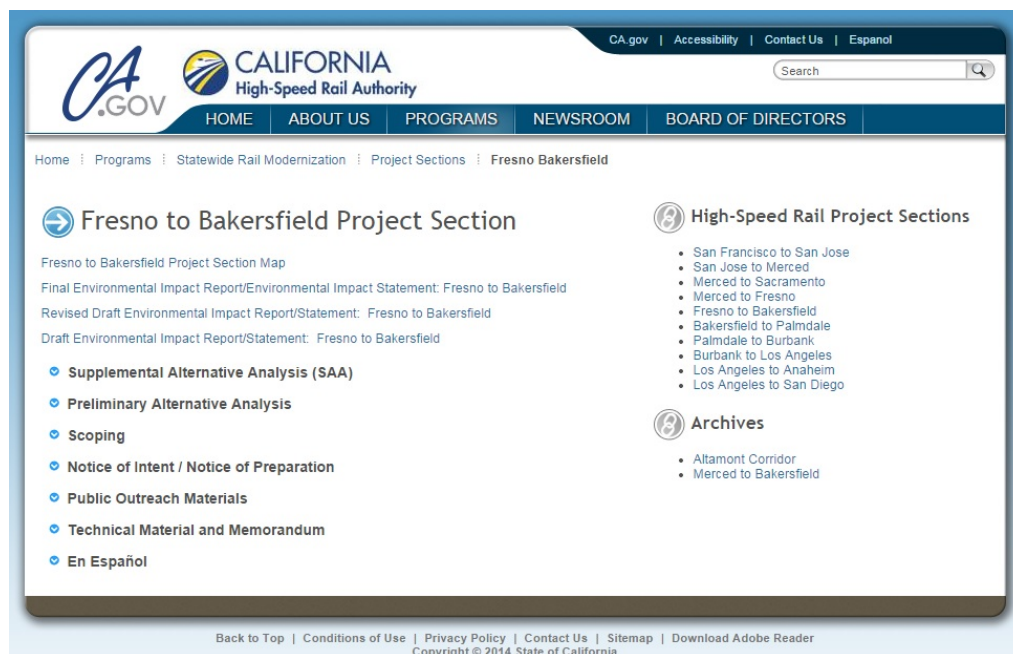 CA.gov | Accessibility | Contact Us | Espanol
CA.GOV
CALIFORNIA
High-Speed Rail Authority
Search
HOME ABOUT US PROGRAMS NEWSROOM BOARD OF DIRECTORS
Home Programs Statewide Rail Modernization Project Sections Fresno Bakersfield
Fresno to Bakersfield Project Section
Fresno to Bakersfield Project Section Map
Final Environmental Impact Report/Environmental Impact Statement: Fresno to Bakersfield
Revised Draft Environmental Impact Report/Statement: Fresno to Bakersfield
Draft Environmental Impact Report/Statement: Fresno to Bakersfield
Supplemental Alternative Analysis (SAA)
Preliminary Alternative Analysis
Scoping
Notice of Intent / Notice of Preparation
Public Outreach Materials
Technical Material and Memorandum
En Español
High-Speed Rail Project Sections
San Francisco to San Jose
San Jose to Merced
Merced to Sacramento
Merced to Fresno
Fresno to Bakersfield
Bakersfield to Palmdale
Palmdale to Burbank
Burbank to Los Angeles
Los Angeles to Anaheim
Los Angeles to San Diego
Archives
Altamont Corridor
Merced to Bakersfield
Back to Top | Conditions of Use | Privacy Policy | Contact Us | Sitemap | Download Adobe Reader
Copyright © 2014 State of California